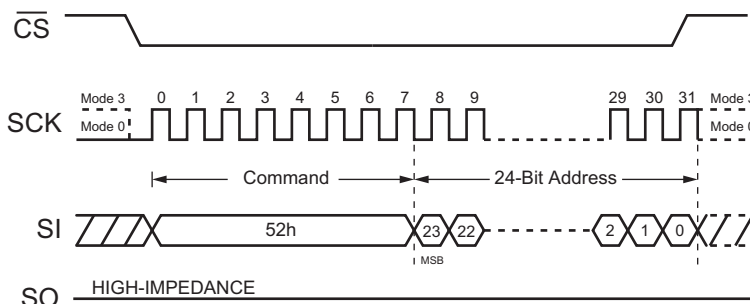 CS
0 1 2 3 4 5 6 7 8 9 29 30 31
Mode 3 Mode 3
SCK
Mode 0 Mode 0
Command 24-Bit Address
SI 52h 23 22 2 1 0
MSB
HIGH-IMPEDANCE
SO